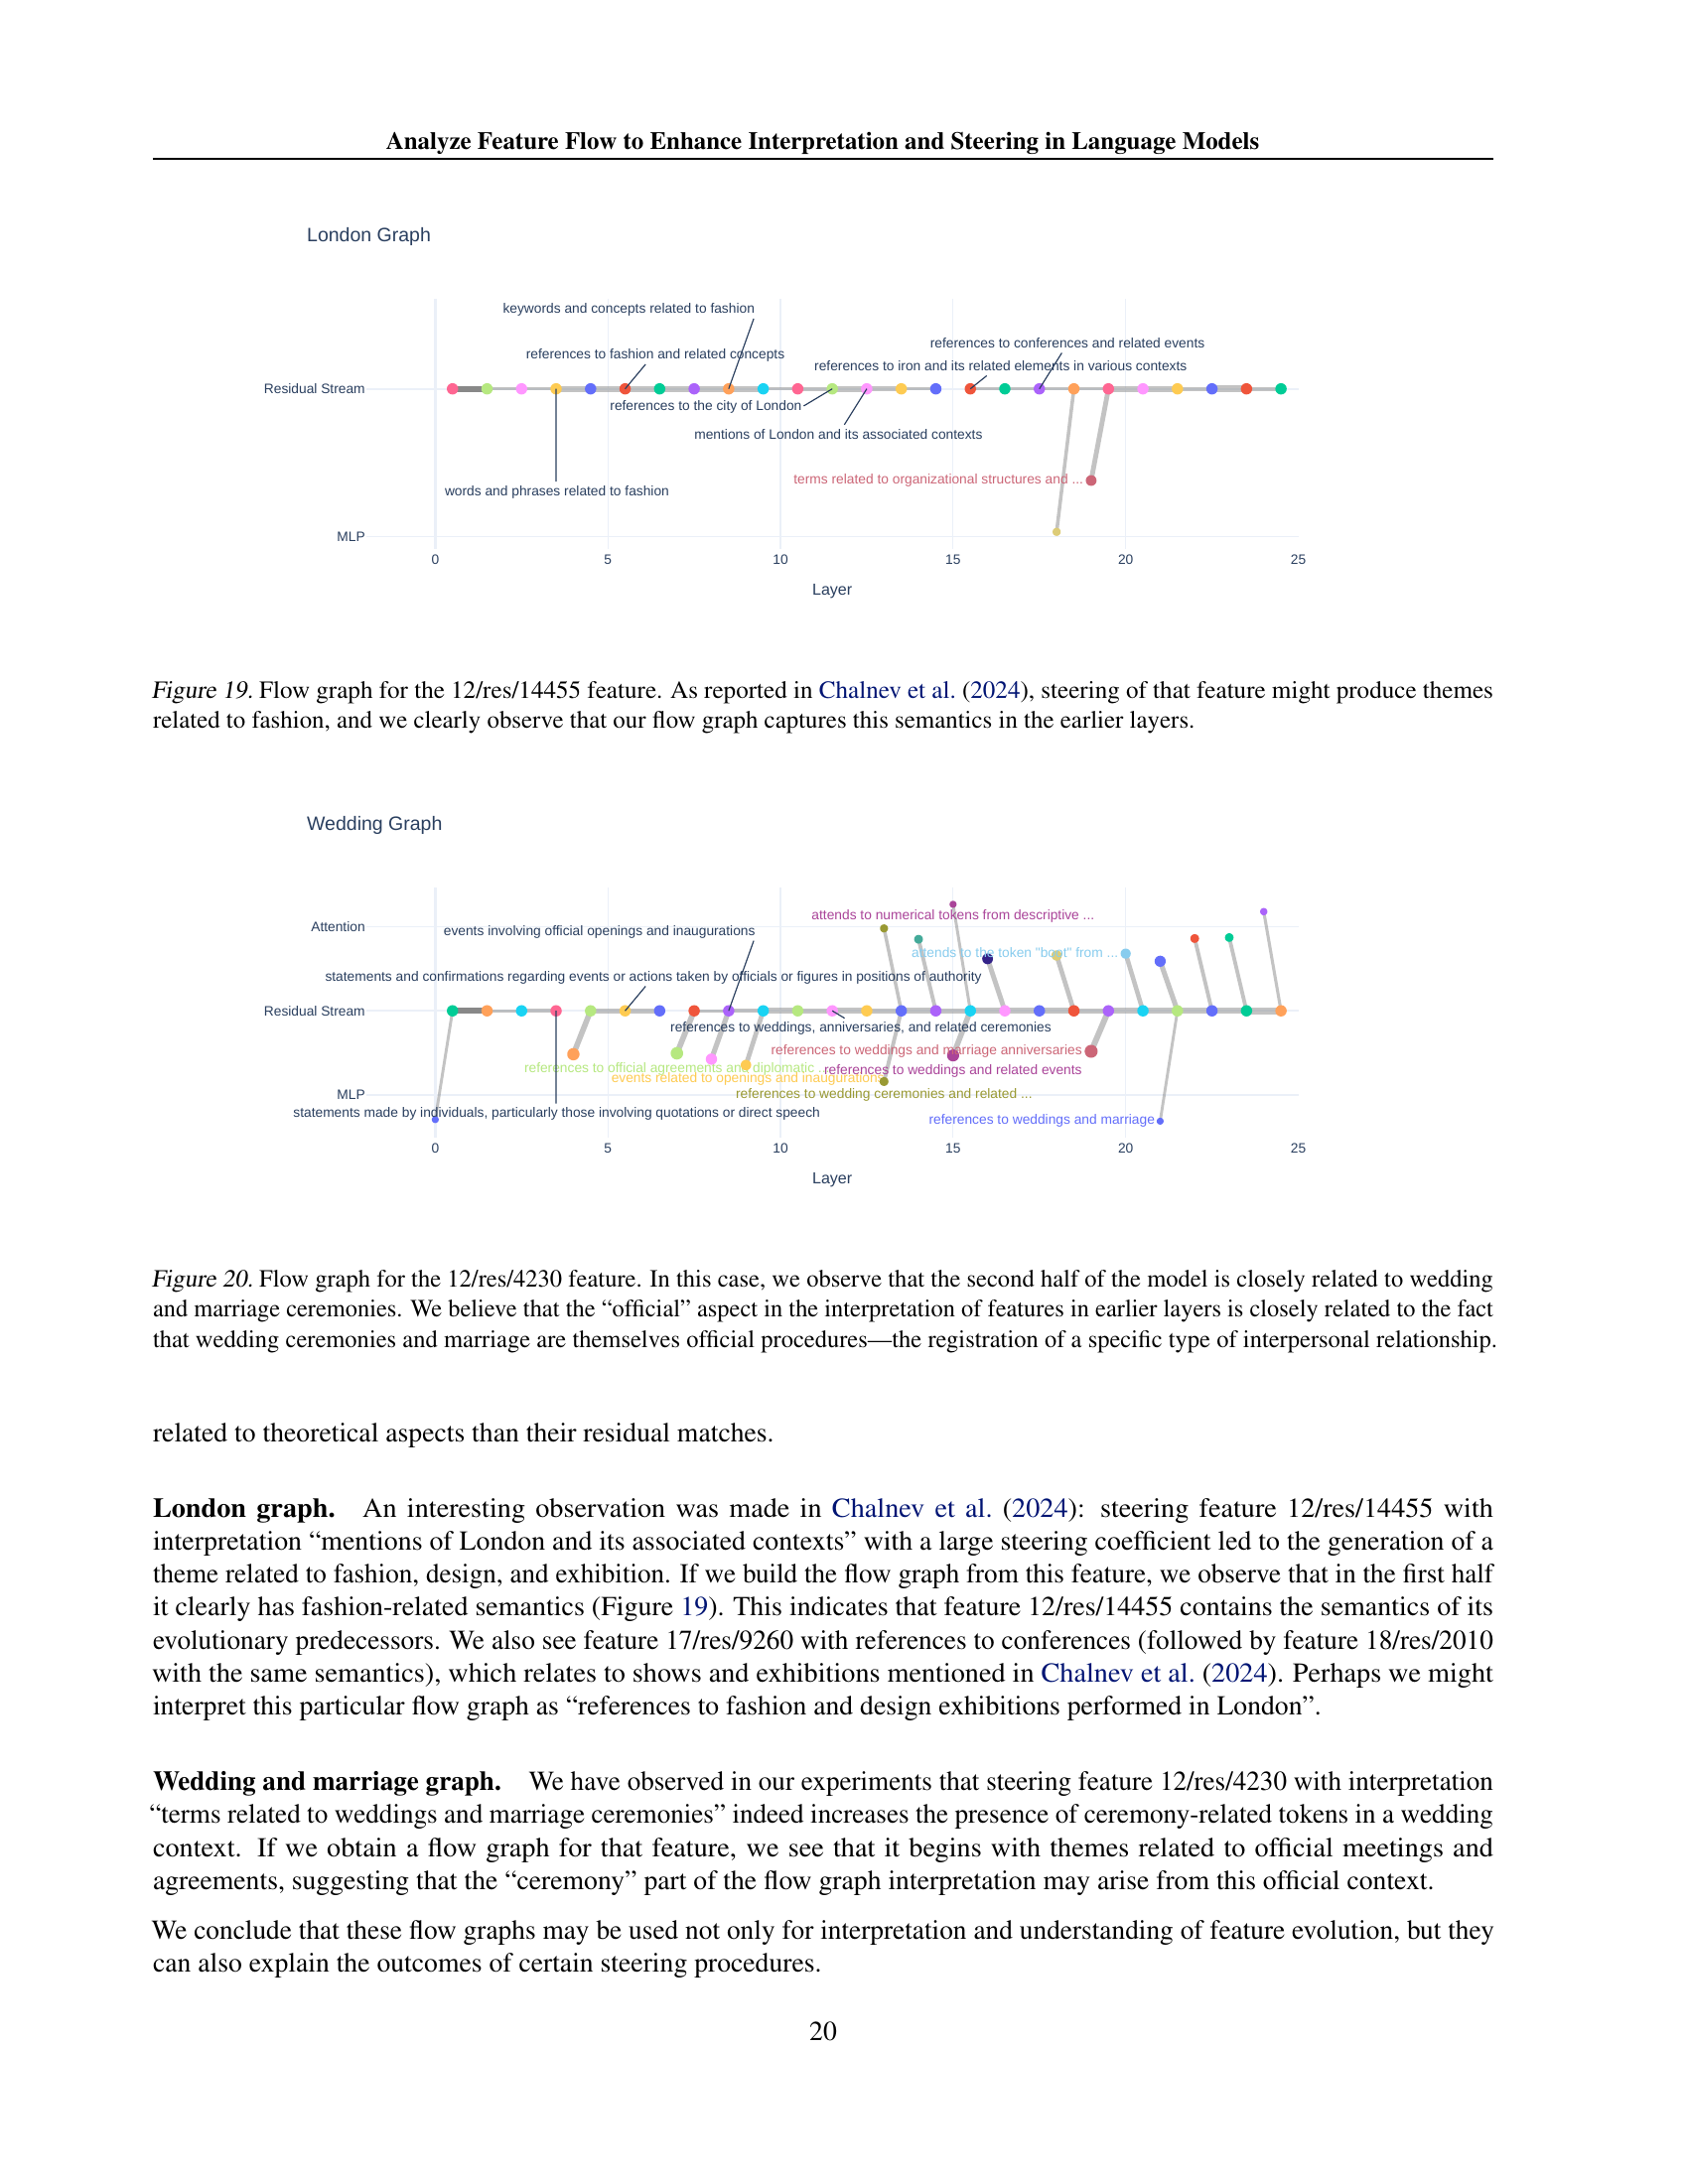 Analyze Feature Flow to Enhance Interpretation and Steering in Language Models
London Graph
keywords and concepts related to fashion
references to conferences and related events
references to fashion and related concepts
references to iron and its related elements in various contexts
Residual Stream
references to the city of London
mentions of London and its associated contexts
terms related to organizational structures and ...
words and phrases related to fashion
MLP
0 5 10 15 20 25
Layer
Figure 19. Flow graph for the 12/res/14455 feature. As reported in Chalnev et al. (2024), steering of that feature might produce themes
related to fashion, and we clearly observe that our flow graph captures this semantics in the earlier layers.
Wedding Graph
attends to numerical tokens from descriptive ...
Attention
events involving official openings and inaugurations
attends to the token "boot" from ...
statements and confirmations regarding events or actions taken by officials or figures in positions of authority
Residual Stream
references to weddings, anniversaries, and related ceremonies
references to weddings and marriage anniversaries
references to official agreements and diplomatic ...
references to weddings and related events
events related to openings and inaugurations
MLP
references to wedding ceremonies and related ...
statements made by individuals, particularly those involving quotations or direct speech
references to weddings and marriage
0 5 10 15 20 25
Layer
Figure 20. Flow graph for the 12/res/4230 feature. In this case, we observe that the second half of the model is closely related to wedding
and marriage ceremonies. We believe that the “official” aspect in the interpretation of features in earlier layers is closely related to the fact
that wedding ceremonies and marriage are themselves official procedures—the registration of a specific type of interpersonal relationship.
related to theoretical aspects than their residual matches.
London graph. An interesting observation was made in Chalnev et al. (2024): steering feature 12/res/14455 with
interpretation “mentions of London and its associated contexts” with a large steering coefficient led to the generation of a
theme related to fashion, design, and exhibition. If we build the flow graph from this feature, we observe that in the first half
it clearly has fashion-related semantics (Figure 19). This indicates that feature 12/res/14455 contains the semantics of its
evolutionary predecessors. We also see feature 17/res/9260 with references to conferences (followed by feature 18/res/2010
with the same semantics), which relates to shows and exhibitions mentioned in Chalnev et al. (2024). Perhaps we might
interpret this particular flow graph as “references to fashion and design exhibitions performed in London”.
Wedding and marriage graph. We have observed in our experiments that steering feature 12/res/4230 with interpretation
“terms related to weddings and marriage ceremonies” indeed increases the presence of ceremony-related tokens in a wedding
context. If we obtain a flow graph for that feature, we see that it begins with themes related to official meetings and
agreements, suggesting that the “ceremony” part of the flow graph interpretation may arise from this official context.
We conclude that these flow graphs may be used not only for interpretation and understanding of feature evolution, but they
can also explain the outcomes of certain steering procedures.
20